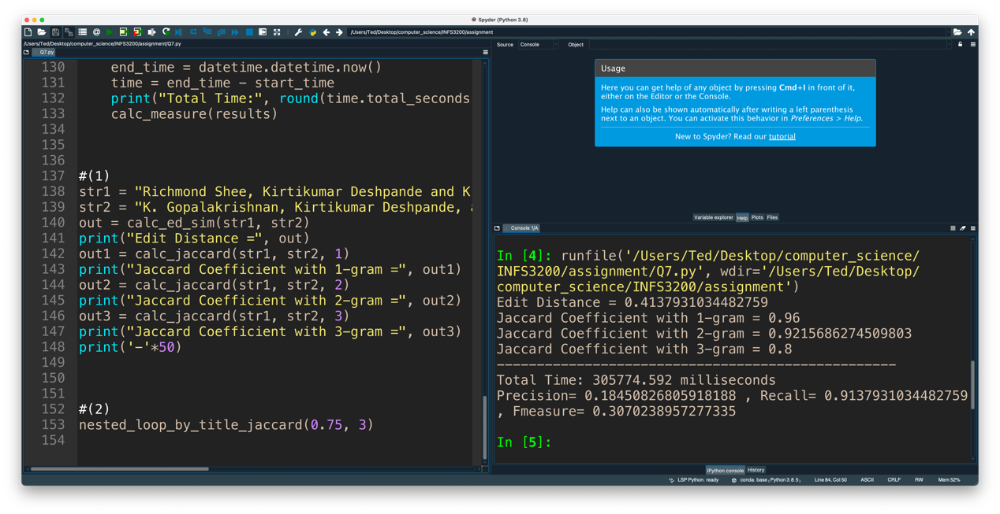 Spyder (Python 3.8)
/Users/Ted/Desktop/computer_science/INFS3200/assignment
/Users/Ted/Desktop/computer_science/INFS3200/assignment/Q7.py
Q7.py
130 end_time = datetime.datetime.now()
131 time = end_time - start_time
132 print("Total Time:", round(time.total_seconds
133 calc_measure(results)
134
135
136
137 #(1)
138 str1 = "Richmond Shee, Kirtikumar Deshpande and K
139 str2 = "K. Gopalakrishnan, Kirtikumar Deshpande, a
140 out = calc_ed_sim(str1, str2)
141 print("Edit Distance =", out)
142 out1 = calc_jaccard(str1, str2, 1)
143 print("Jaccard Coefficient with 1-gram =", out1)
144 out2 = calc_jaccard(str1, str2, 2)
145 print("Jaccard Coefficient with 2-gram =", out2)
146 out3 = calc_jaccard(str1, str2, 3)
147 print("Jaccard Coefficient with 3-gram =", out3)
148 print('-'*50)
149
150
151
152 #(2)
153 nested_loop_by_title_jaccard(0.75, 3)
154
Source Console Object
Usage
Here you can get help of any object by pressing Cmd+I in front of it,
either on the Editor or the Console.
Help can also be shown automatically after writing a left parenthesis
next to an object. You can activate this behavior in Preferences > Help.
New to Spyder? Read our tutorial
Variable explorer Help Plots Files
Console 1/A
In [4]: runfile('/Users/Ted/Desktop/computer_science/
INFS3200/assignment/Q7.py', wdir='/Users/Ted/Desktop/
computer_science/INFS3200/assignment')
Edit Distance = 0.4137931034482759
Jaccard Coefficient with 1-gram = 0.96
Jaccard Coefficient with 2-gram = 0.9215686274509803
Jaccard Coefficient with 3-gram = 0.8
--------------------------------------------------
Total Time: 305774.592 milliseconds
Precision= 0.18450826805918188 , Recall= 0.9137931034482759
, Fmeasure= 0.3070238957277335
In [5]:
IPython console History
LSP Python: ready conda: base (Python 3.8.5) Line 84, Col 50 ASCII CRLF RW Mem 52%